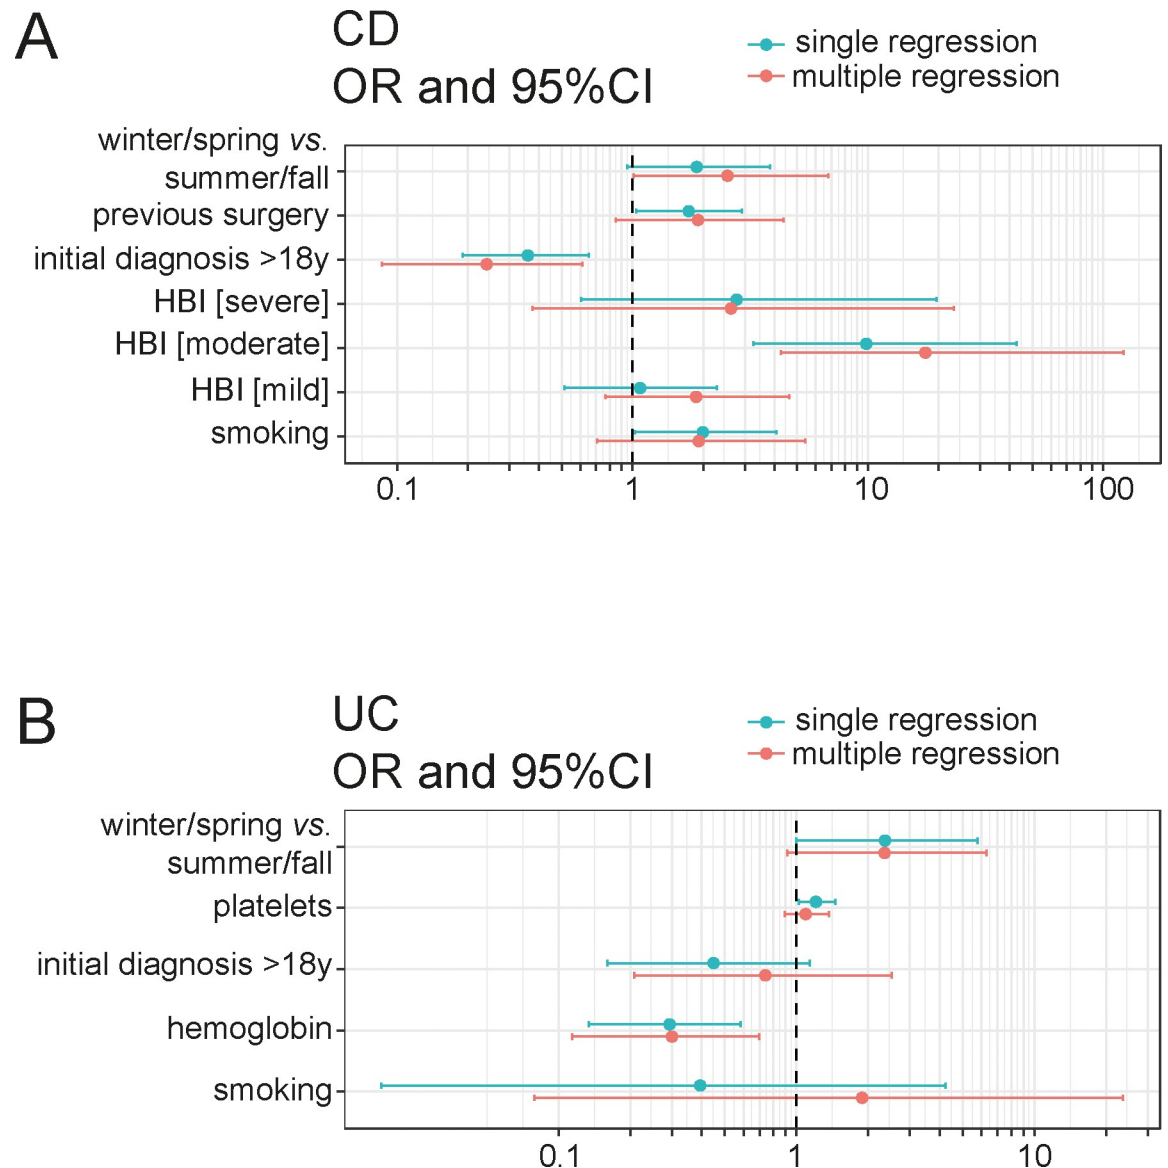 A
CD
OR and 95%CI
single regression
multiple regression
winter/spring vs.
summer/fall
previous surgery
initial diagnosis >18y
HBI [severe]
HBI [moderate]
HBI [mild]
smoking
0.1
1
10
100
B
UC
OR and 95%CI
single regression
multiple regression
winter/spring vs.
summer/fall
platelets
initial diagnosis >18y
hemoglobin
smoking
0.1
1
10